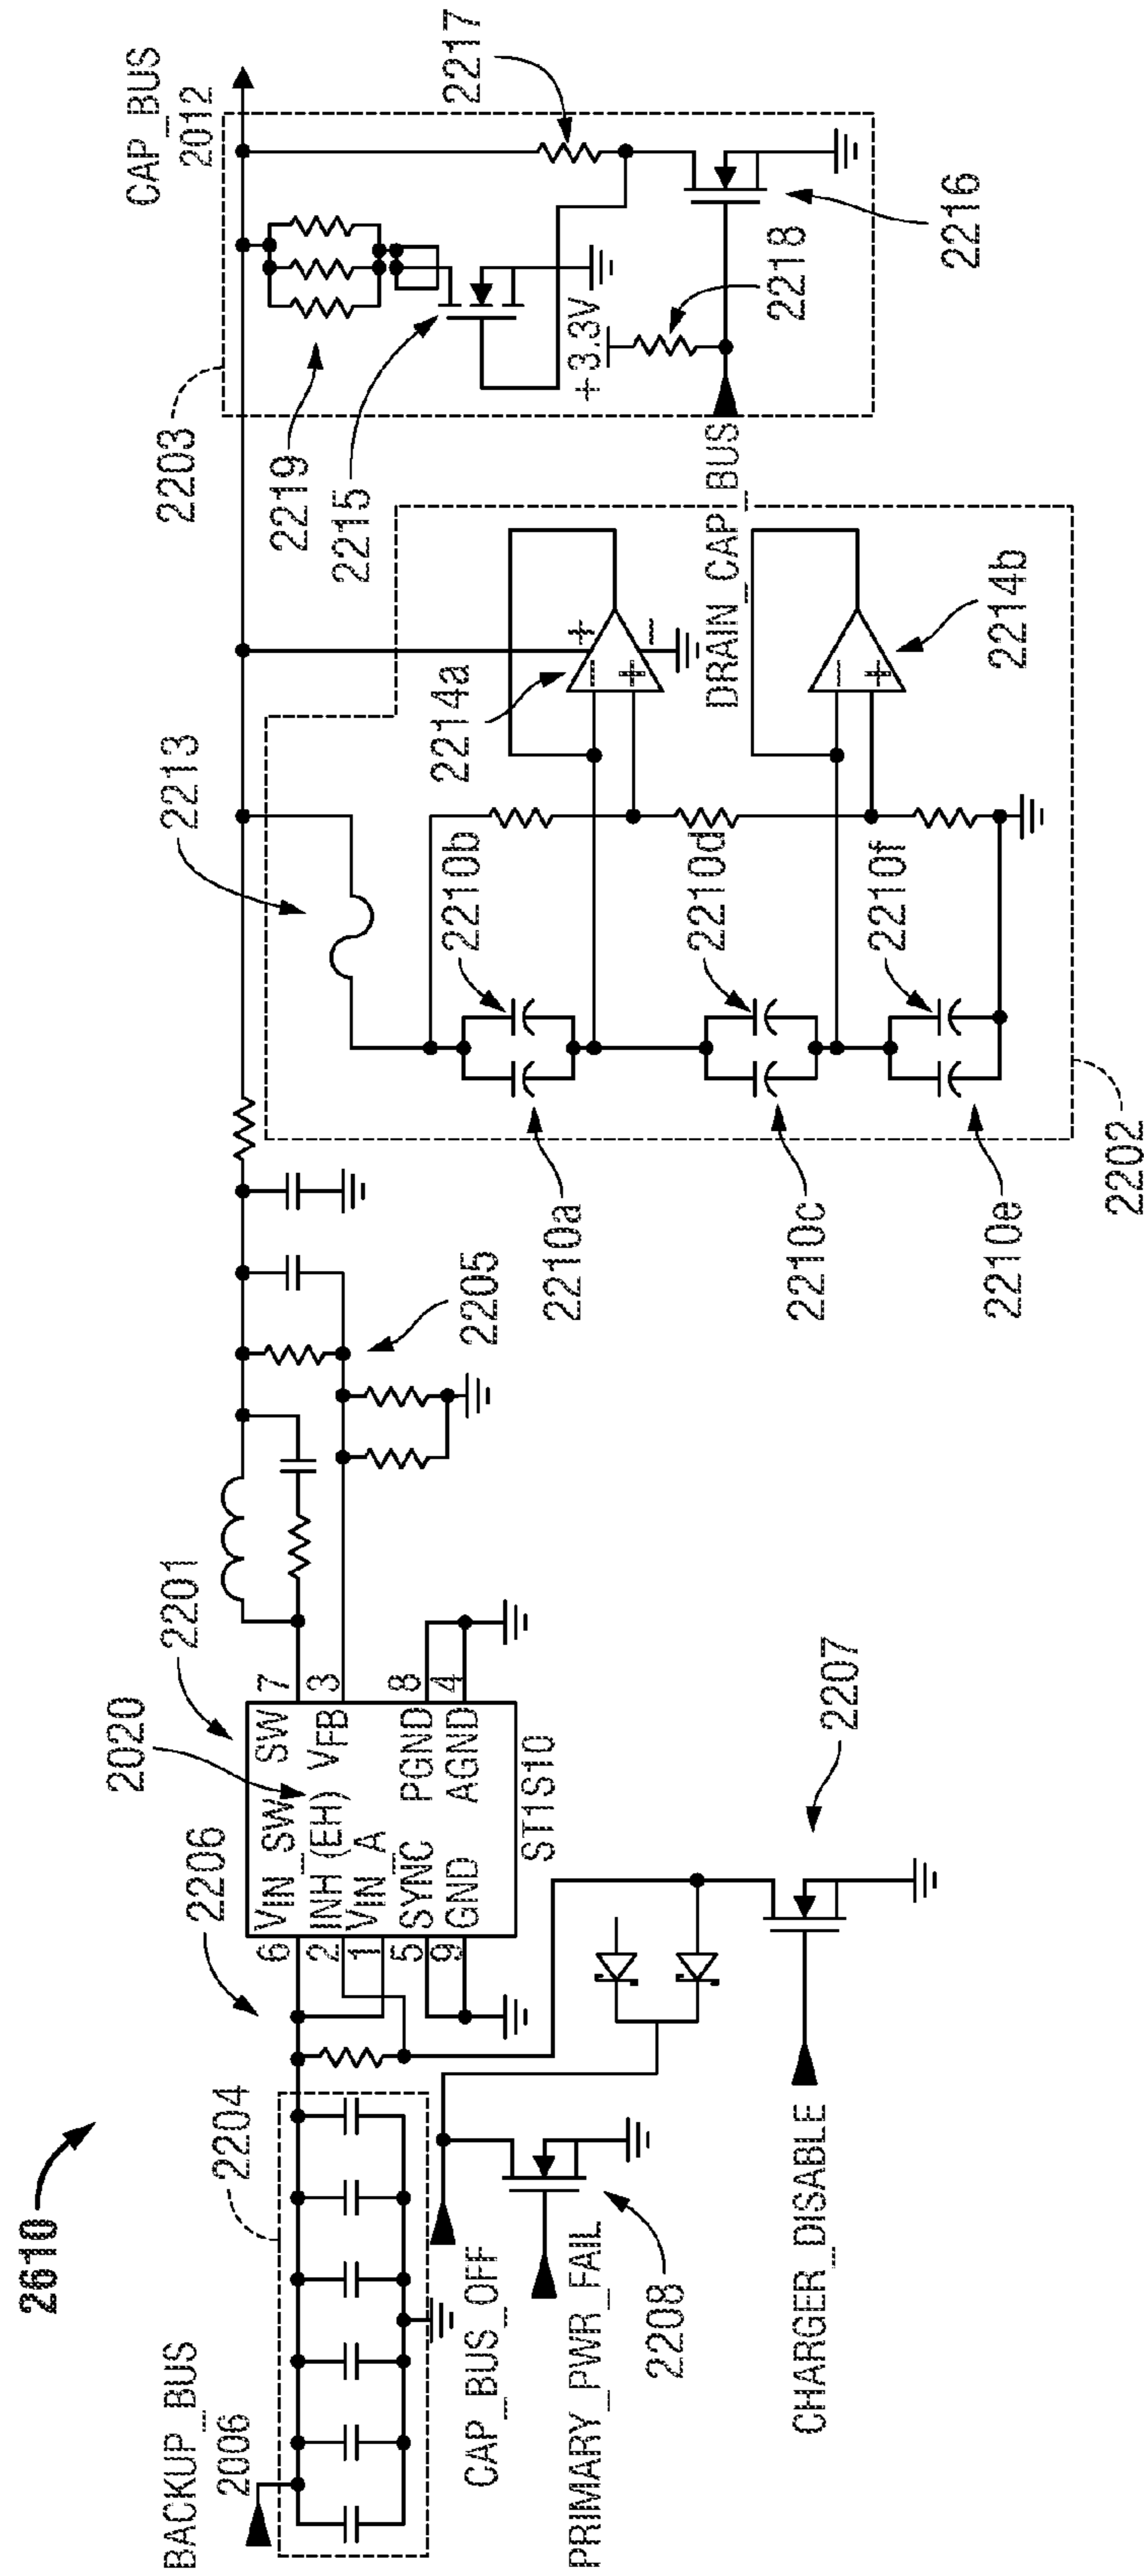 2610
BACKUP_BUS
2006
2204
2206
2020
2201
6
VIN_SW
SW
7
2
INH (EH)
VFB
3
1
VIN_A
5
SYNC
PGND
8
9
GND
AGND
4
ST1S10
CAP_BUS_OFF
PRIMARY_PWR_FAIL
2208
CHARGER_DISABLE
2207
2205
2213
2210a
2210b
2210c
2210d
2210e
2210f
2214a
+
−
−
+
2214b
−
+
2202
2203
2219
2215
CAP_BUS
2012
2217
+3.3V
2218
2216
DRAIN_CAP_BUS